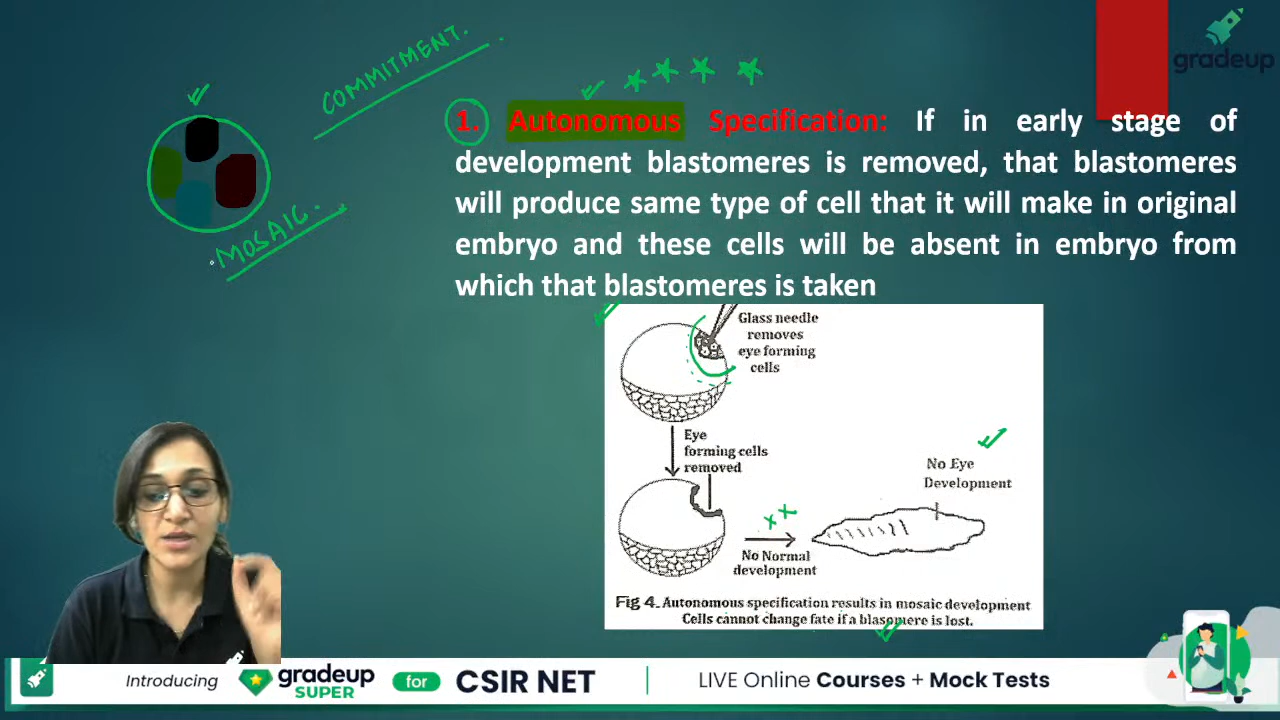 COMMITMENT.
MOSAIC.
gradeup
1. Autonomous Specification: If in early stage of
development blastomeres is removed, that blastomeres
will produce same type of cell that it will make in original
embryo and these cells will be absent in embryo from
which that blastomeres is taken
Glass needle
removes
eye forming
cells
Eye
forming cells
removed
No Eye
Development
No Normal
development
Fig 4. Autonomous specification results in mosaic development
Cells cannot change fate if a blasomere is lost.
Introducing gradeup SUPER for CSIR NET LIVE Online Courses + Mock Tests